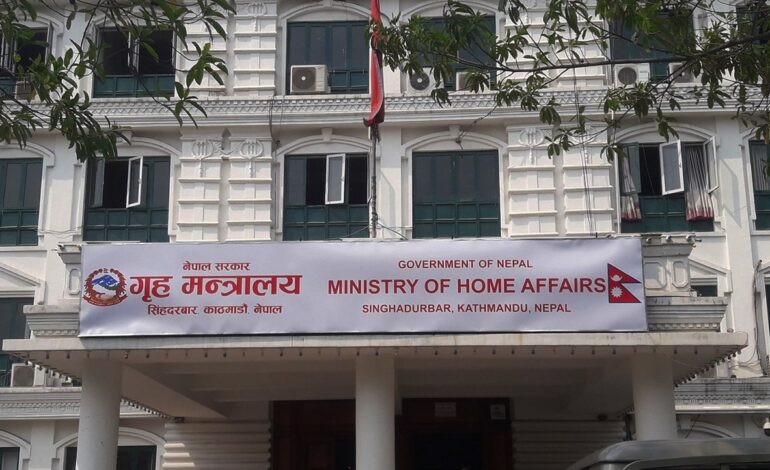 नेपाल सरकार
गृह मन्त्रालय
सिंहदरबार, काठमाडौं, नेपाल
GOVERNMENT OF NEPAL
MINISTRY OF HOME AFFAIRS
SINGHADURBAR, KATHMANDU, NEPAL